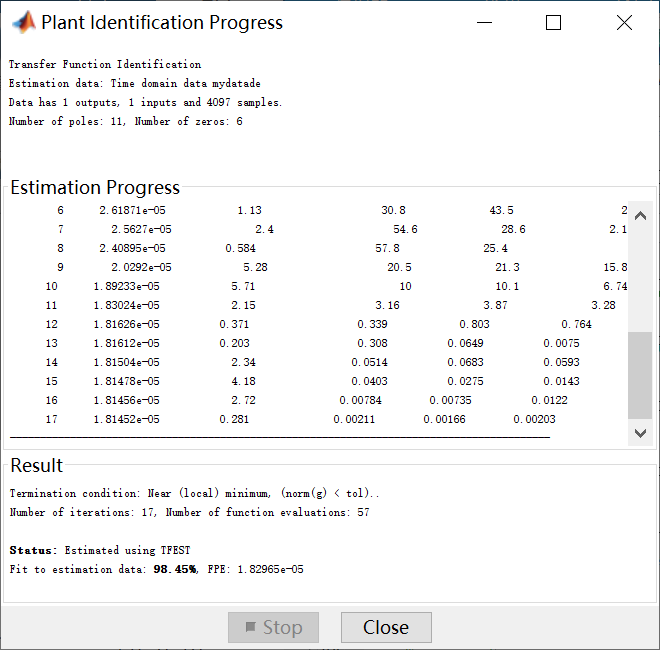 Plant Identification Progress
Transfer Function Identification
Estimation data: Time domain data mydatade
Data has 1 outputs, 1 inputs and 4097 samples.
Number of poles: 11, Number of zeros: 6
Estimation Progress
6 2.61871e-05 1.13 30.8 43.5 2
7 2.5627e-05 2.4 54.6 28.6 2.1
8 2.40895e-05 0.584 57.8 25.4
9 2.0292e-05 5.28 20.5 21.3 15.8
10 1.89233e-05 5.71 10 10.1 6.74
11 1.83024e-05 2.15 3.16 3.87 3.28
12 1.81626e-05 0.371 0.339 0.803 0.764
13 1.81612e-05 0.203 0.308 0.0649 0.0075
14 1.81504e-05 2.34 0.0514 0.0683 0.0593
15 1.81478e-05 4.18 0.0403 0.0275 0.0143
16 1.81456e-05 2.72 0.00784 0.00735 0.0122
17 1.81452e-05 0.281 0.00211 0.00166 0.00203
Result
Termination condition: Near (local) minimum, (norm(g) < tol)..
Number of iterations: 17, Number of function evaluations: 57
Status: Estimated using TFEST
Fit to estimation data: 98.45%, FPE: 1.82965e-05
Stop Close